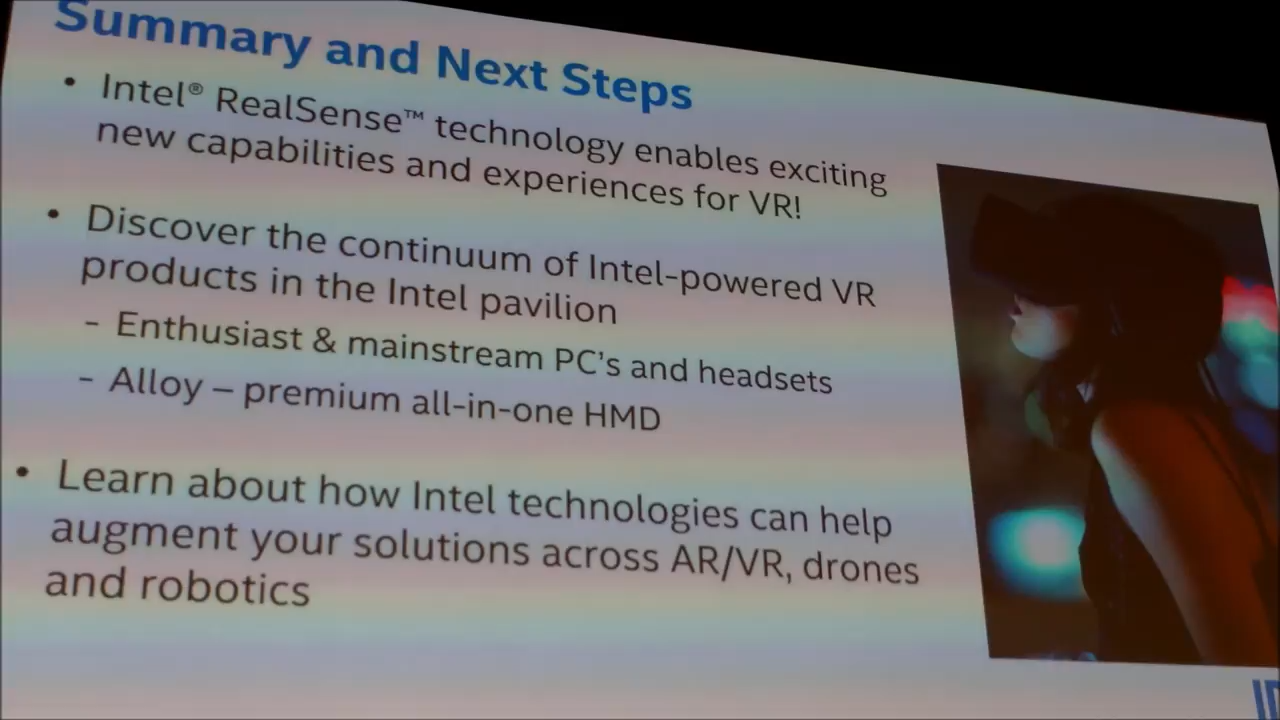 Summary and Next Steps
• Intel® RealSense™ technology enables exciting
new capabilities and experiences for VR!
• Discover the continuum of Intel-powered VR
products in the Intel pavilion
– Enthusiast & mainstream PC's and headsets
– Alloy – premium all-in-one HMD
• Learn about how Intel technologies can help
augment your solutions across AR/VR, drones
and robotics